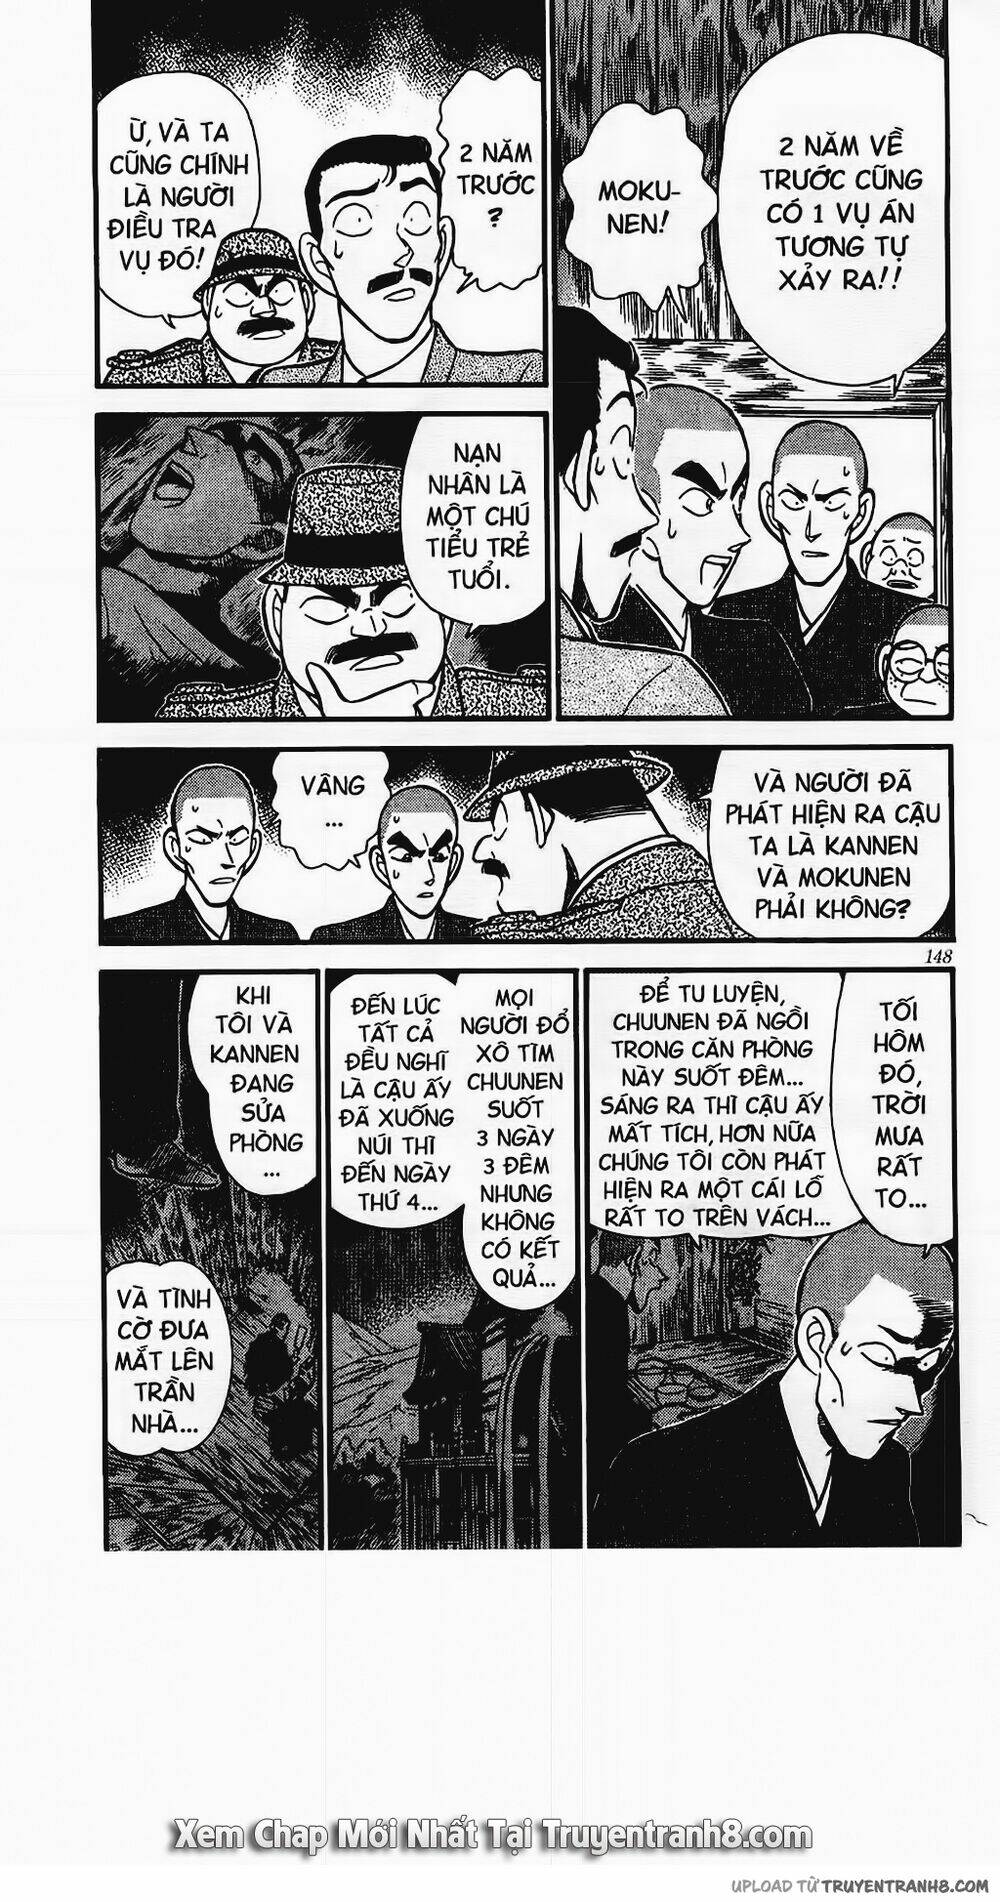 2 NĂM VỀ
TRƯỚC CŨNG
CÓ 1 VỤ ÁN
TƯƠNG TỰ
XẢY RA!!
MOKU-
NEN!
2 NĂM
TRƯỚC
?
Ừ, VÀ TA
CŨNG CHÍNH
LÀ NGƯỜI
ĐIỀU TRA
VỤ ĐÓ!
NẠN
NHÂN LÀ
MỘT CHÚ
TIỂU TRẺ
TUỔI.
VÀ NGƯỜI ĐÃ
PHÁT HIỆN RA CẬU
TA LÀ KANNEN
VÀ MOKUNEN
PHẢI KHÔNG?
VÂNG
...
148
TỐI
HÔM
ĐÓ,
TRỜI
MƯA
RẤT
TO...
ĐỂ TU LUYỆN,
CHUUNEN ĐÃ NGỒI
TRONG CĂN PHÒNG
NÀY SUỐT ĐÊM...
SÁNG RA THÌ CẬU ẤY
MẤT TÍCH, HƠN NỮA
CHÚNG TÔI CÒN PHÁT
HIỆN RA MỘT CÁI LỖ
RẤT TO TRÊN VÁCH...
MỌI
NGƯỜI ĐỔ
XÔ TÌM
CHUUNEN
SUỐT
3 NGÀY
3 ĐÊM
NHƯNG
KHÔNG
CÓ KẾT
QUẢ...
ĐẾN LÚC
TẤT CẢ
ĐỀU NGHĨ
LÀ CẬU ẤY
ĐÃ XUỐNG
NÚI THÌ
ĐẾN NGÀY
THỨ 4...
KHI
TÔI VÀ
KANNEN
ĐANG
SỬA
PHÒNG
...
VÀ TÌNH
CỜ ĐƯA
MẮT LÊN
TRẦN
NHÀ...
Xem Chap Mới Nhất Tại Truyentranh8.com
UPLOAD TỪ TRUYENTRANH8.COM